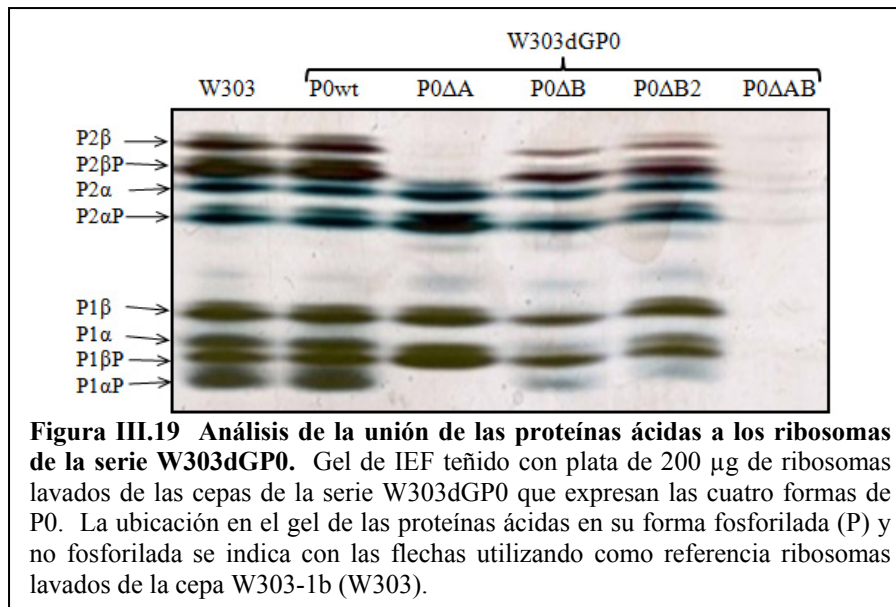 W303dGP0
W303 P0wt P0ΔA P0ΔB P0ΔB2 P0ΔAB
P2β
P2βP
P2α
P2αP
P1β
P1α
P1βP
P1αP
Figura III.19 Análisis de la unión de las proteínas ácidas a los ribosomas
de la serie W303dGP0. Gel de IEF teñido con plata de 200 µg de ribosomas
lavados de las cepas de la serie W303dGP0 que expresan las cuatro formas de
P0. La ubicación en el gel de las proteínas ácidas en su forma fosforilada (P) y
no fosforilada se indica con las flechas utilizando como referencia ribosomas
lavados de la cepa W303-1b (W303).